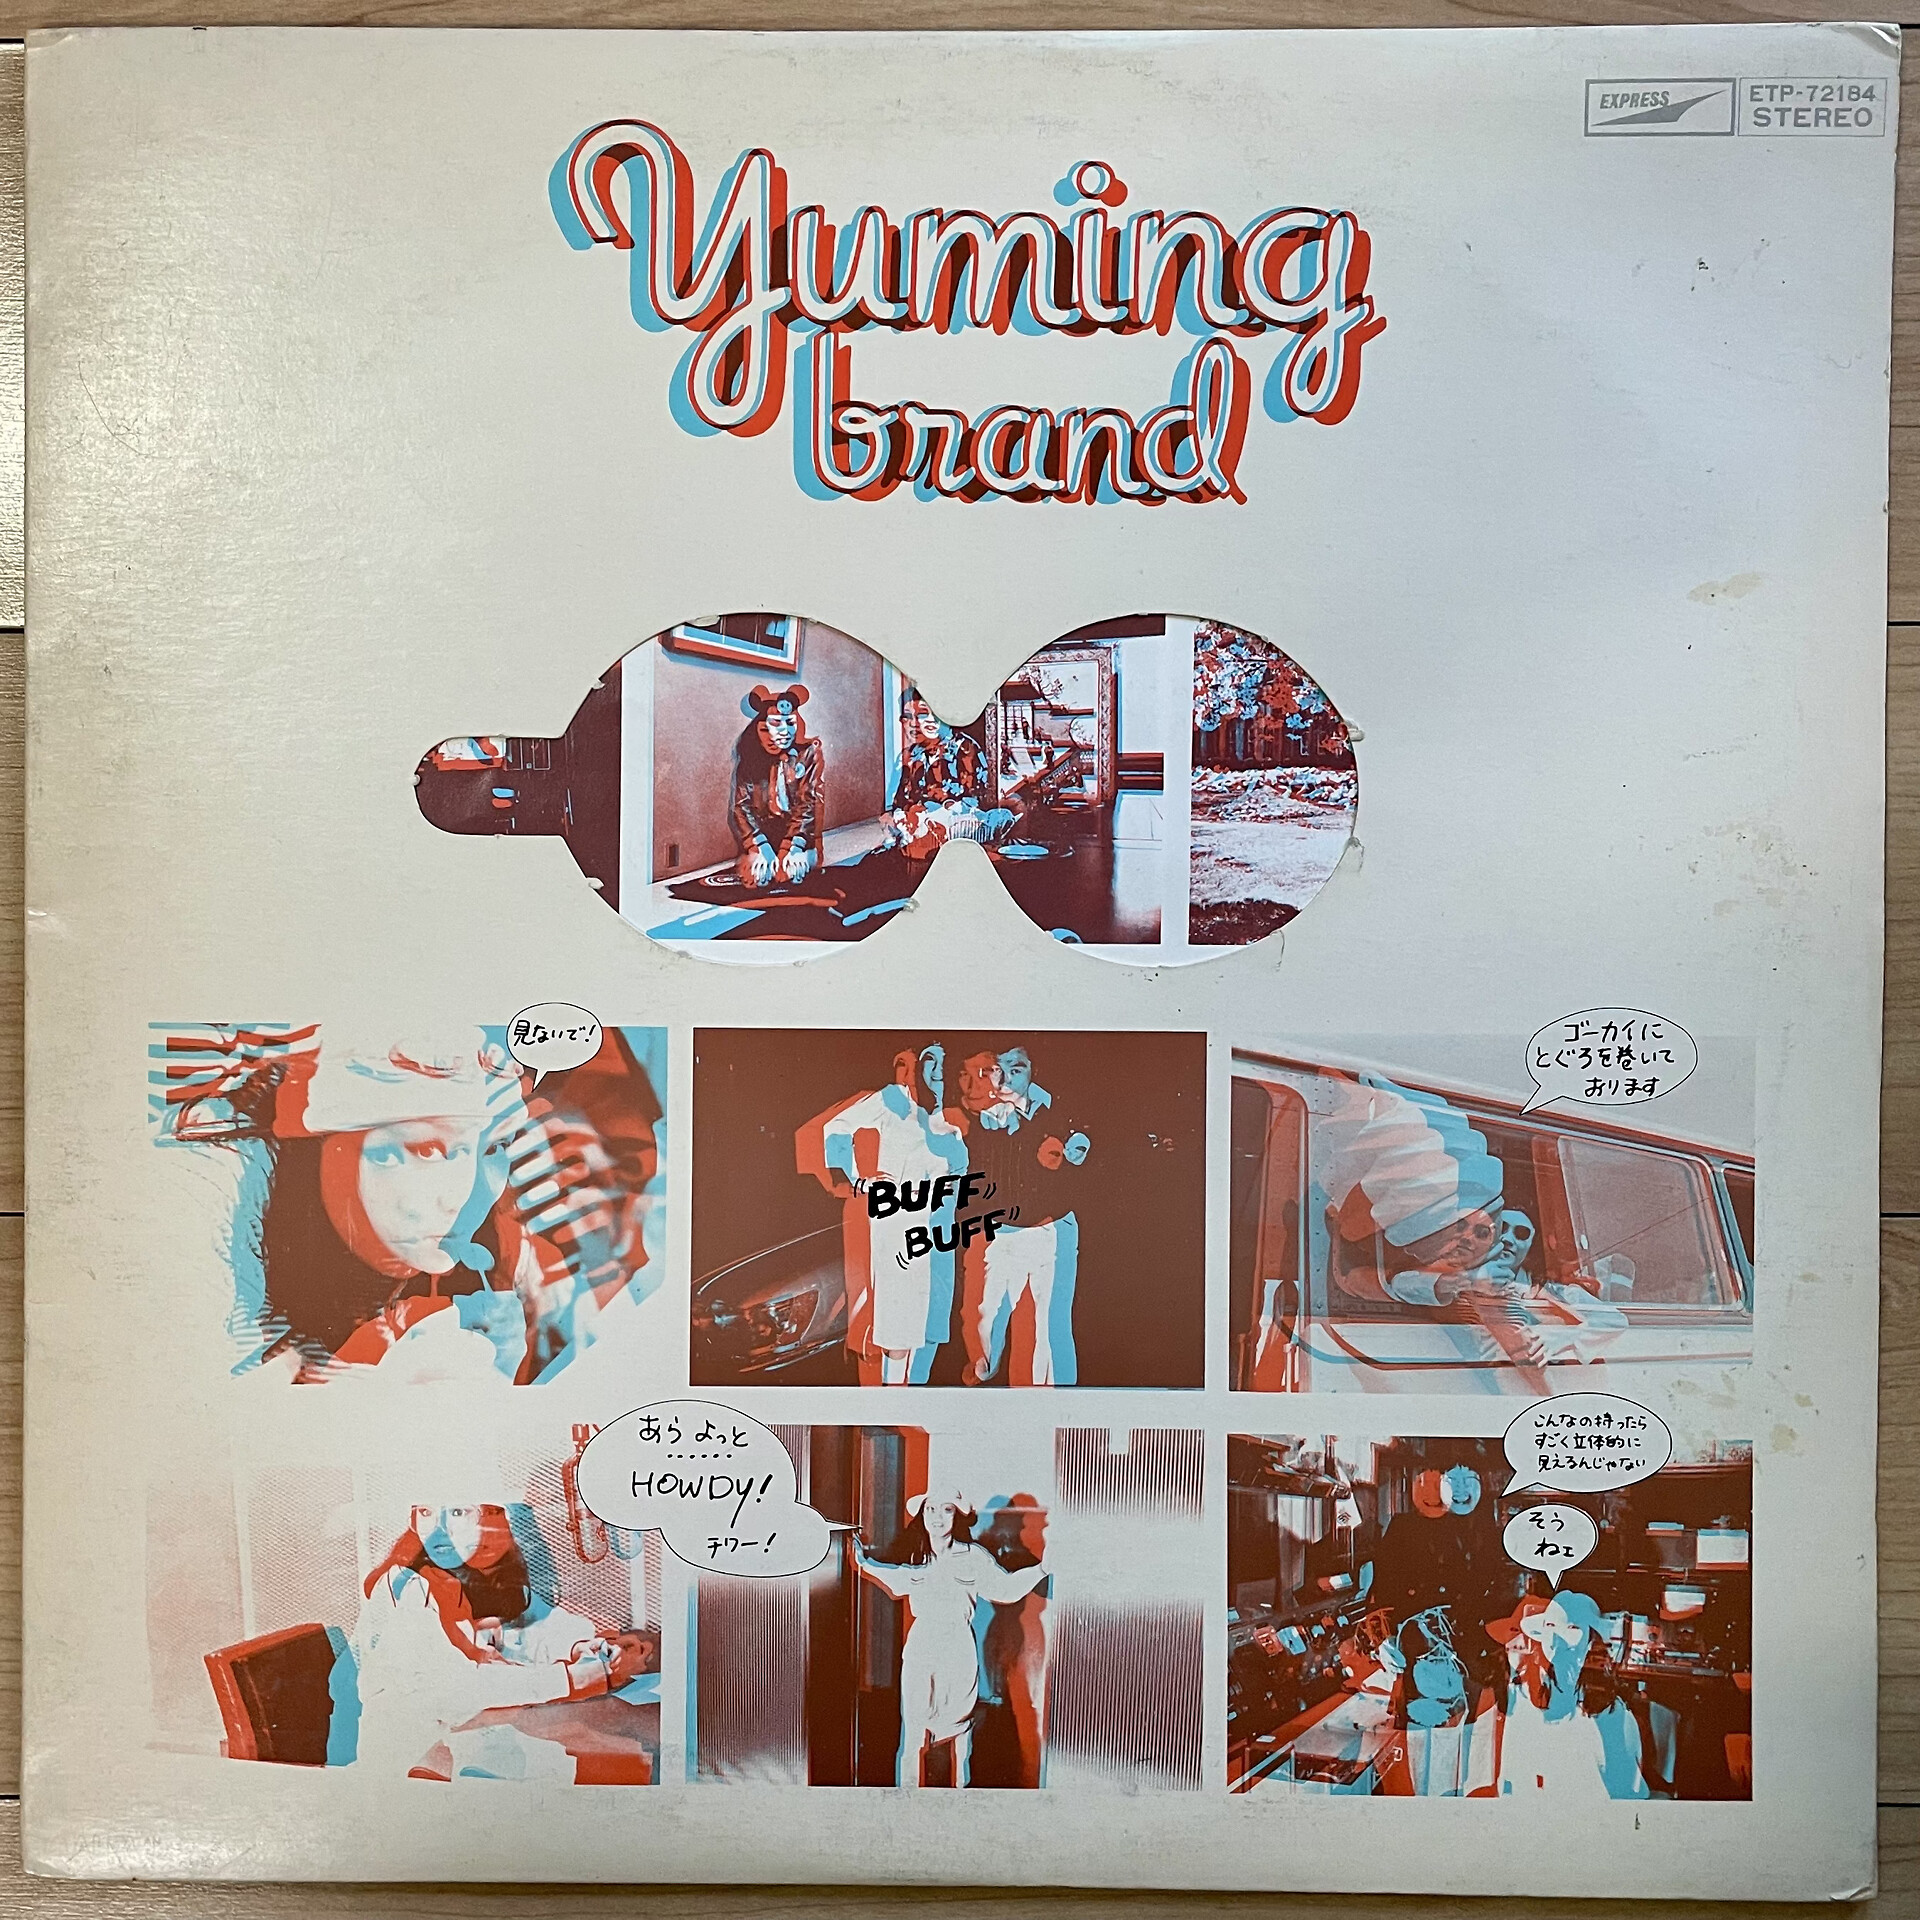 EXPRESS
ETP-72184
STEREO
Yuming
brand
見ないで!
BUFF
BUFF
ゴーカイに
とぐろを巻いて
おります
あら よっと
......
HOWDY!
チワー!
こんなの持ったら
すごく立体的に
見えるんじゃない
そう
ねェ